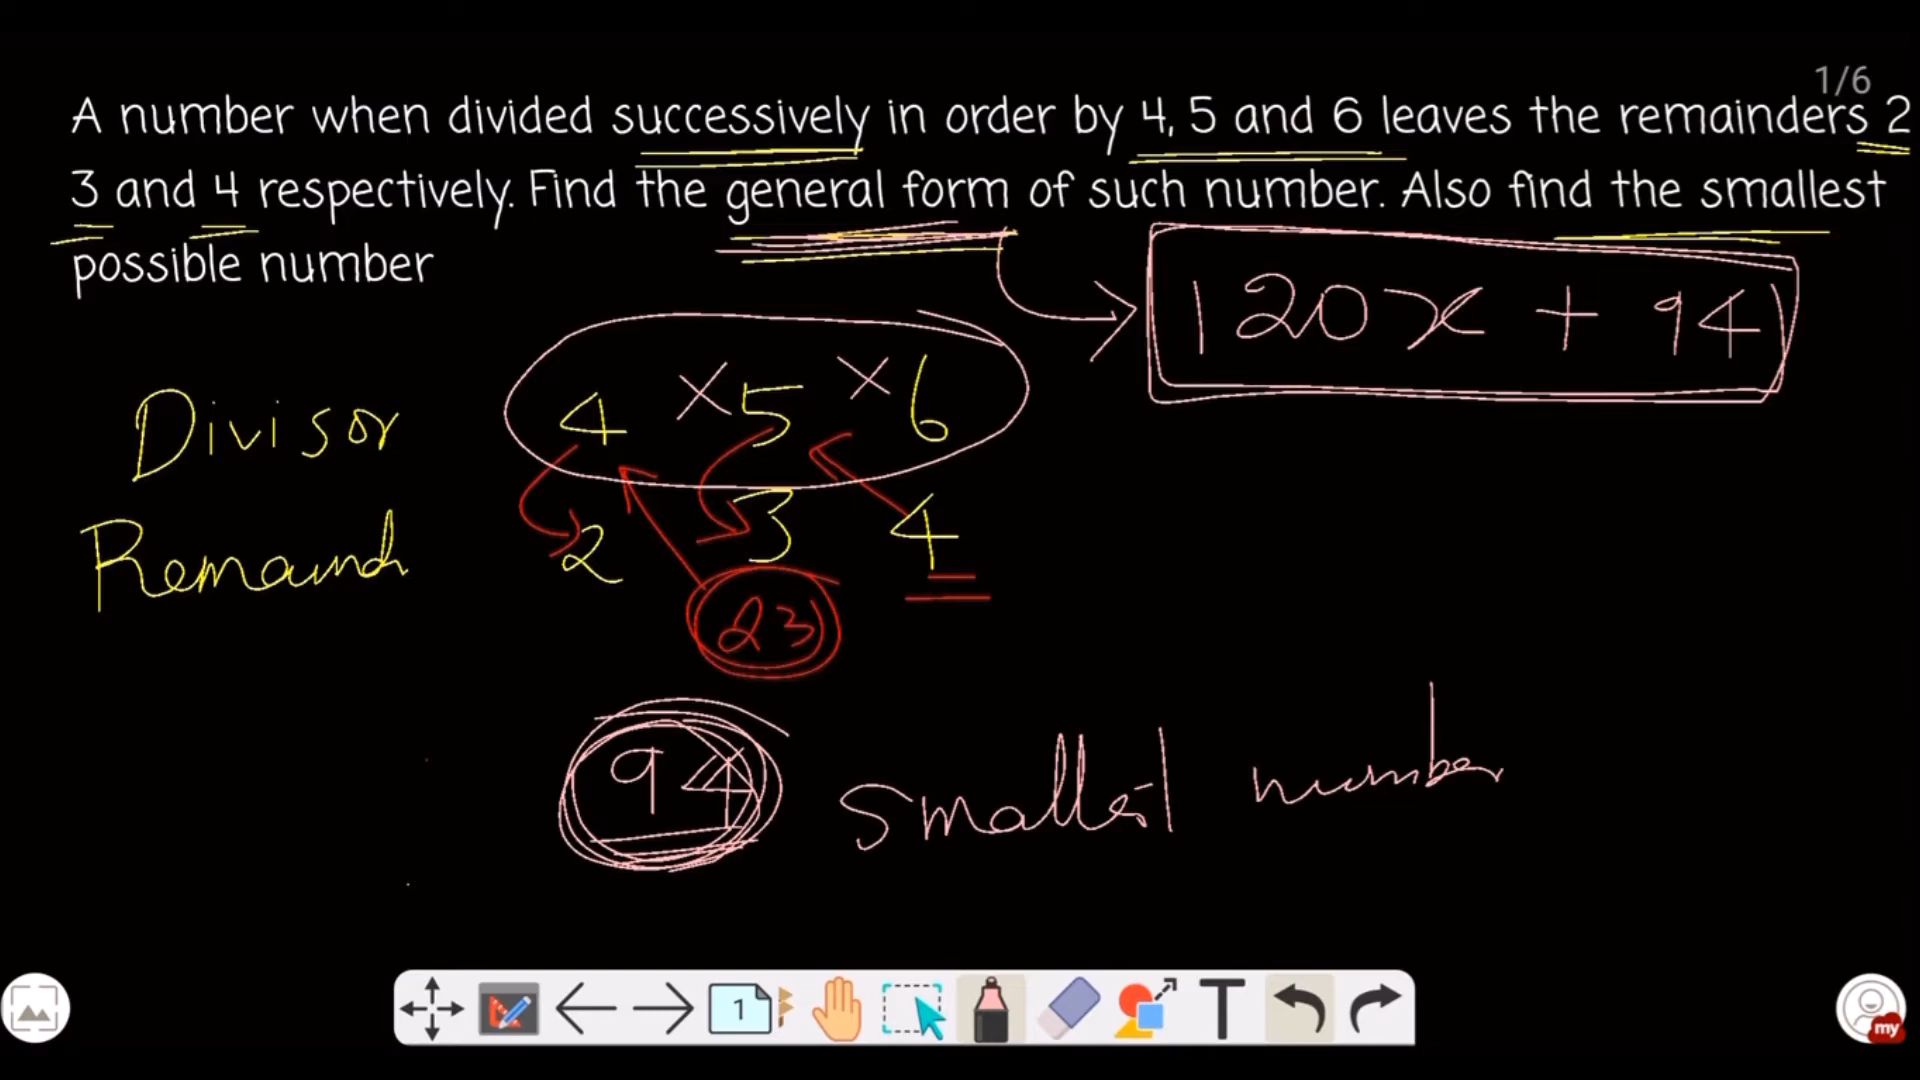 1/6
A number when divided successively in order by 4, 5 and 6 leaves the remainders 2
3 and 4 respectively. Find the general form of such number. Also find the smallest
possible number
120x + 94
Divisor 4 × 5 × 6
2 3 4
23
94 smallest number
1 T
my